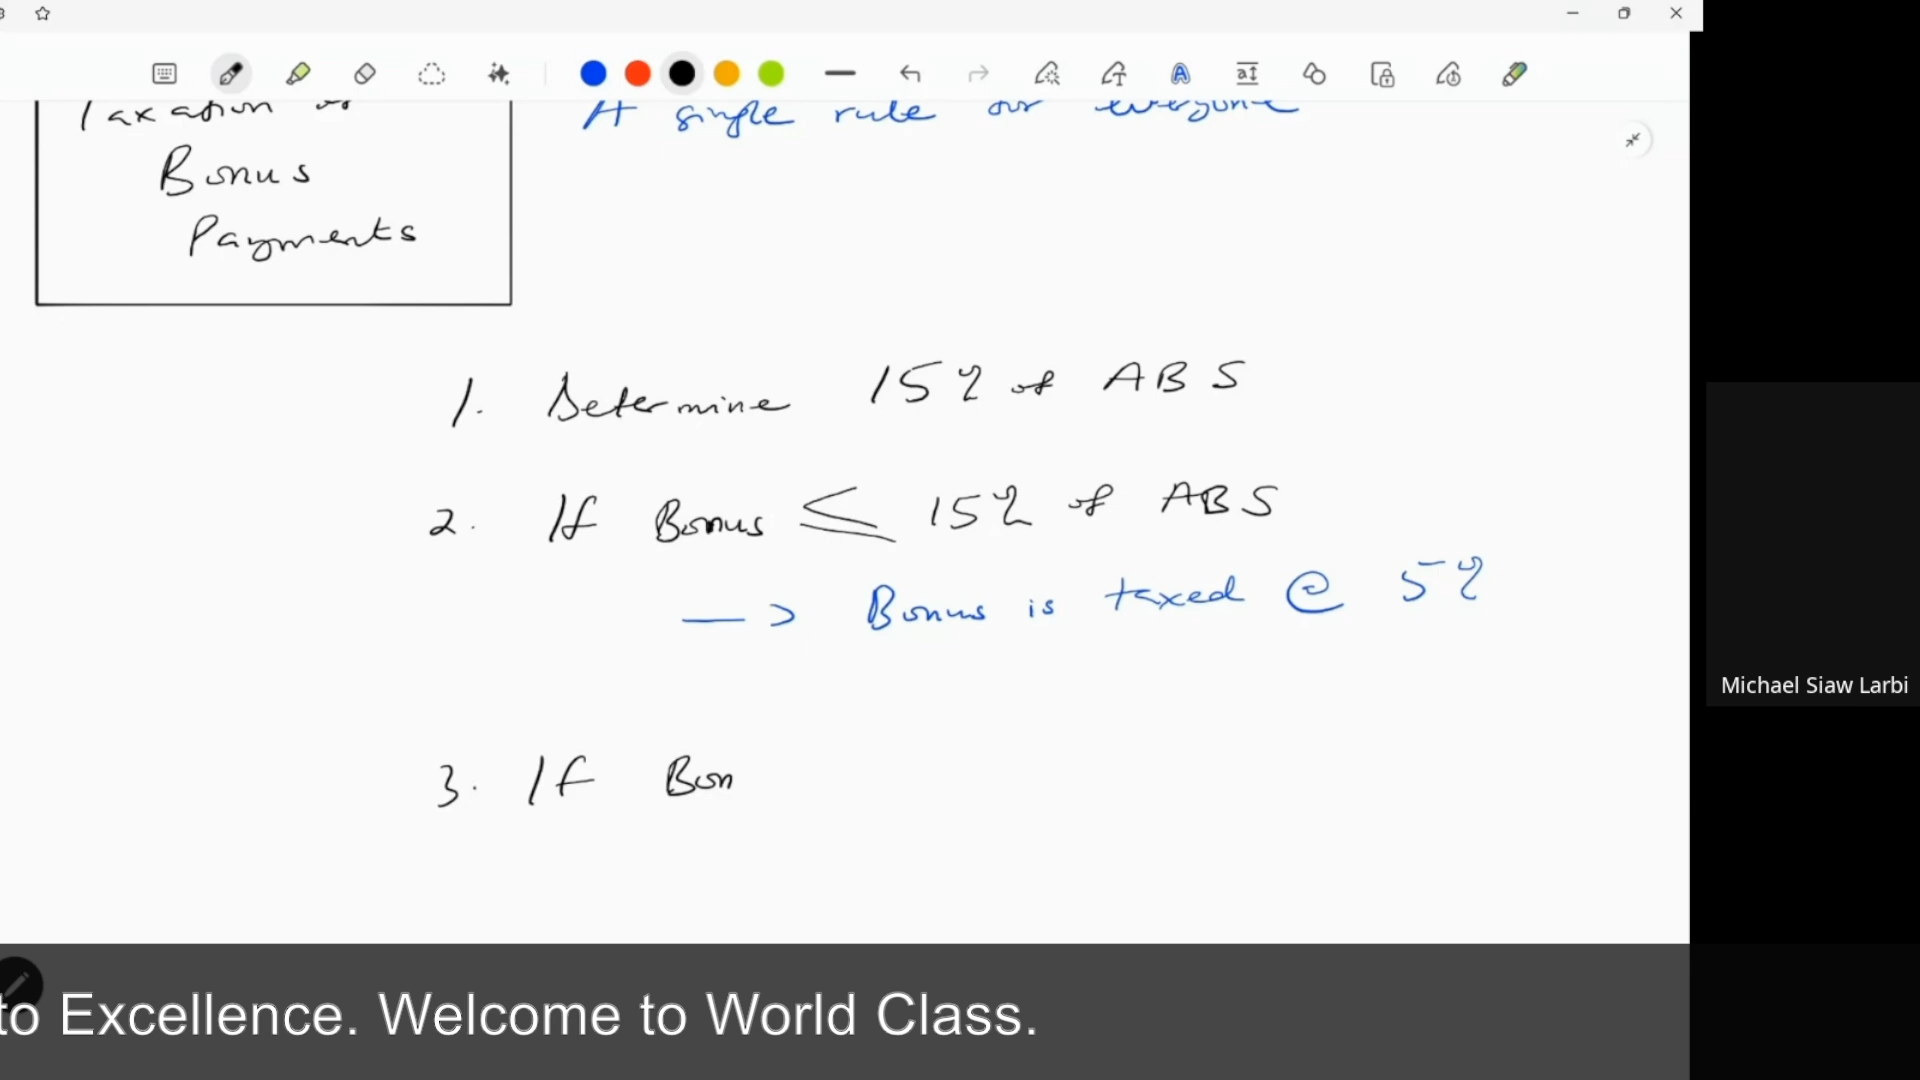 Taxation of
A single rule for everyone
Bonus
Payments
1. Determine 15% of ABS
2. If Bonus ≤ 15% of ABS
—> Bonus is taxed @ 5%
3. If Bon
Michael Siaw Larbi
to Excellence. Welcome to World Class.